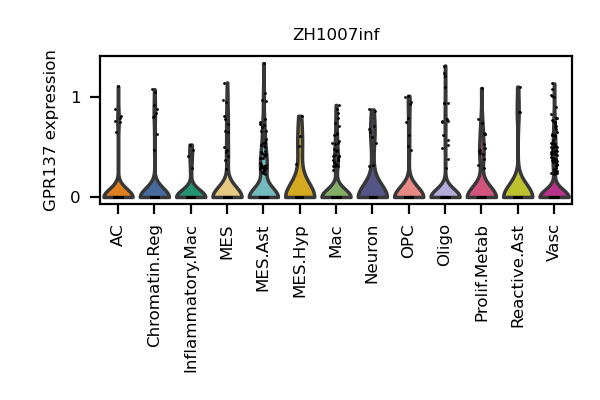 ZH1007inf
GPR137 expression
1
0
AC
Chromatin.Reg
Inflammatory.Mac
MES
MES.Ast
MES.Hyp
Mac
Neuron
OPC
Oligo
Prolif.Metab
Reactive.Ast
Vasc